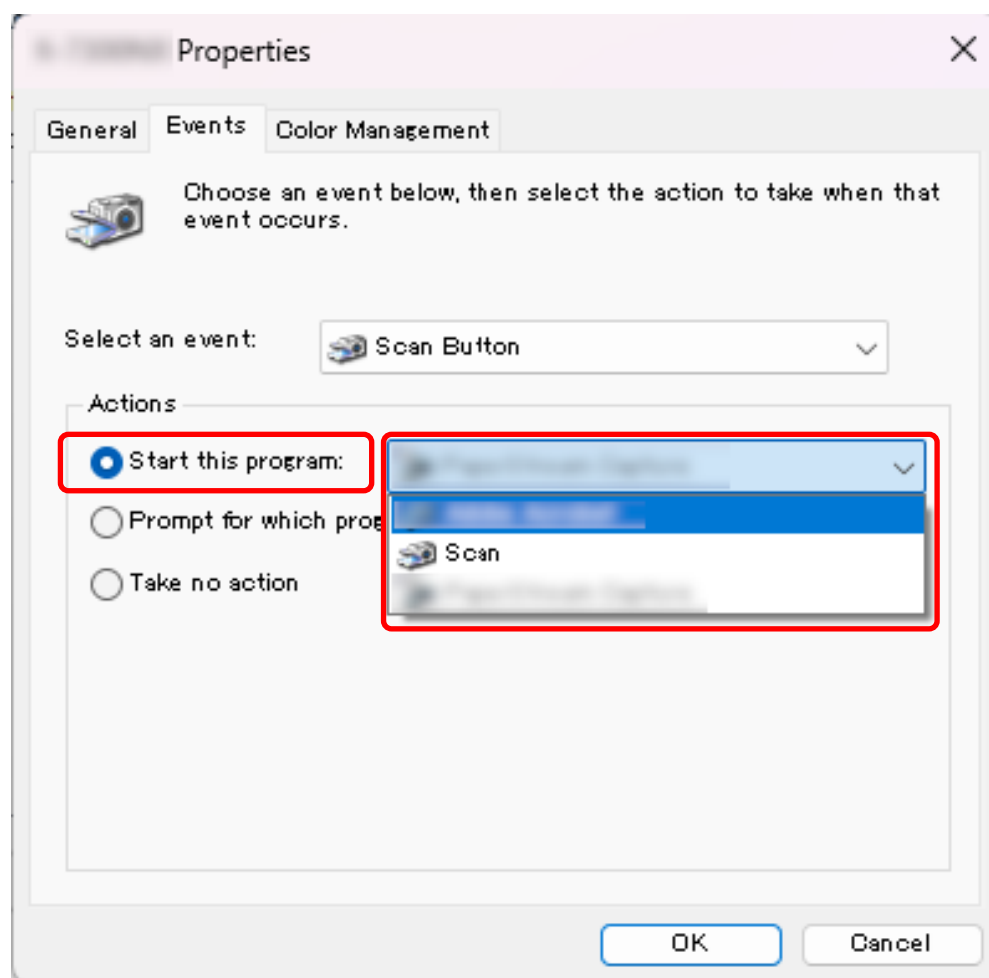 Properties
General Events Color Management
Choose an event below, then select the action to take when that
event occurs.
Select an event: Scan Button
Actions
Start this program:
Prompt for which prog
Scan
Take no action
OK Cancel